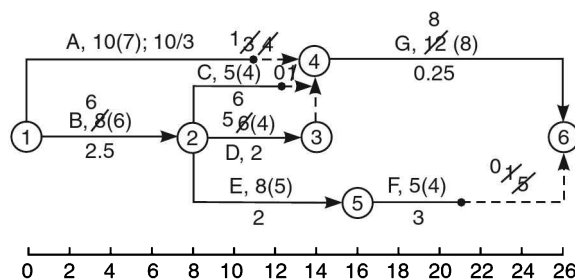 8
A, 10(7); 10/3
1 3 4
4
G, 12 (8)
0.25
C, 5(4) 0 1
6
6
B, 8(6)
2.5
1
2
5 6(4)
D, 2
3
6
0 1 5
E, 8(5)
2
5
F, 5(4)
3
0 2 4 6 8 10 12 14 16 18 20 22 24 26